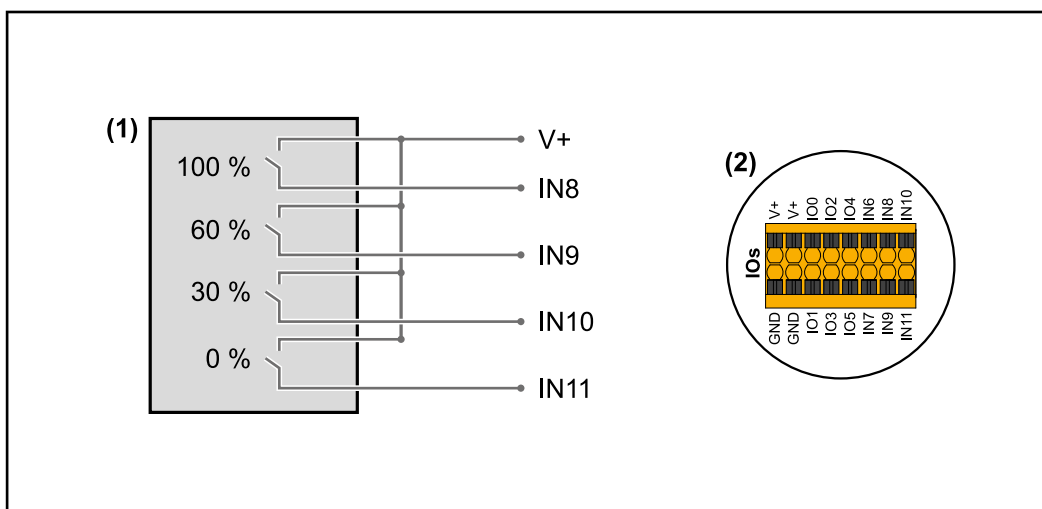 (1)
100 %
60 %
30 %
0 %
V+
IN8
IN9
IN10
IN11
(2)
V+ V+ IO0 IO2 IO4 IN6 IN8 IN10
IOs
GND GND IO1 IO3 IO5 IN7 IN9 IN11